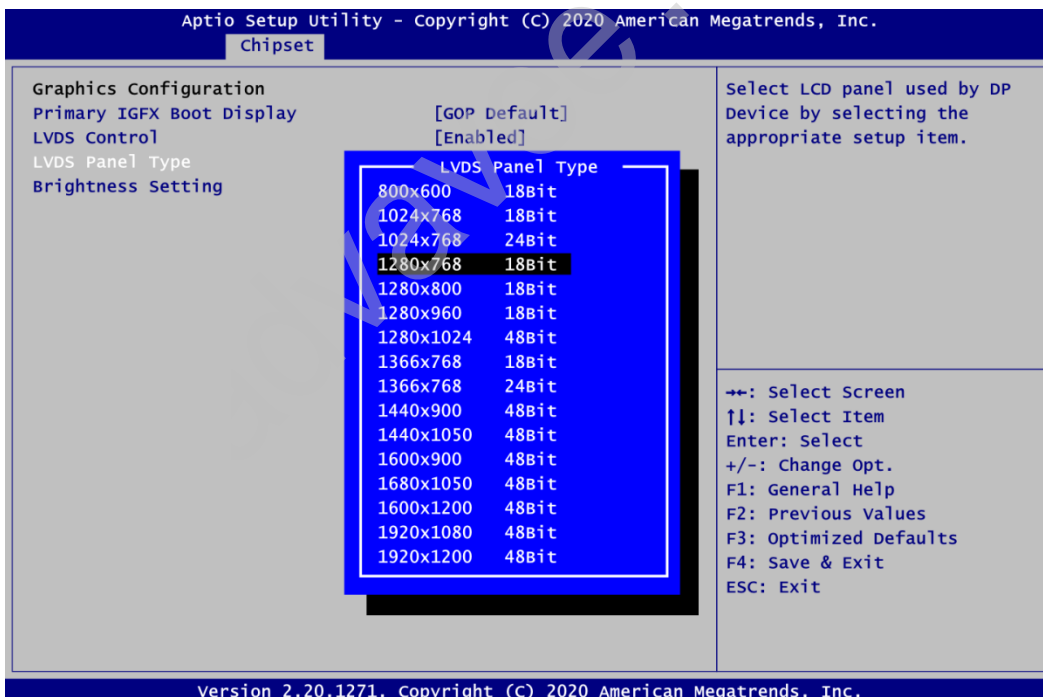 Aptio Setup Utility - Copyright (C) 2020 American Megatrends, Inc.
Chipset
Graphics Configuration
Primary IGFX Boot Display [GOP Default]
LVDS Control [Enabled]
LVDS Panel Type
Brightness Setting
LVDS Panel Type
800x600 18Bit
1024x768 18Bit
1024x768 24Bit
1280x768 18Bit
1280x800 18Bit
1280x960 18Bit
1280x1024 48Bit
1366x768 18Bit
1366x768 24Bit
1440x900 48Bit
1440x1050 48Bit
1600x900 48Bit
1680x1050 48Bit
1600x1200 48Bit
1920x1080 48Bit
1920x1200 48Bit
Select LCD panel used by DP
Device by selecting the
appropriate setup item.
→←: Select Screen
↑↓: Select Item
Enter: Select
+/-: Change Opt.
F1: General Help
F2: Previous Values
F3: Optimized Defaults
F4: Save & Exit
ESC: Exit
Version 2.20.1271. Copyright (C) 2020 American Megatrends, Inc.